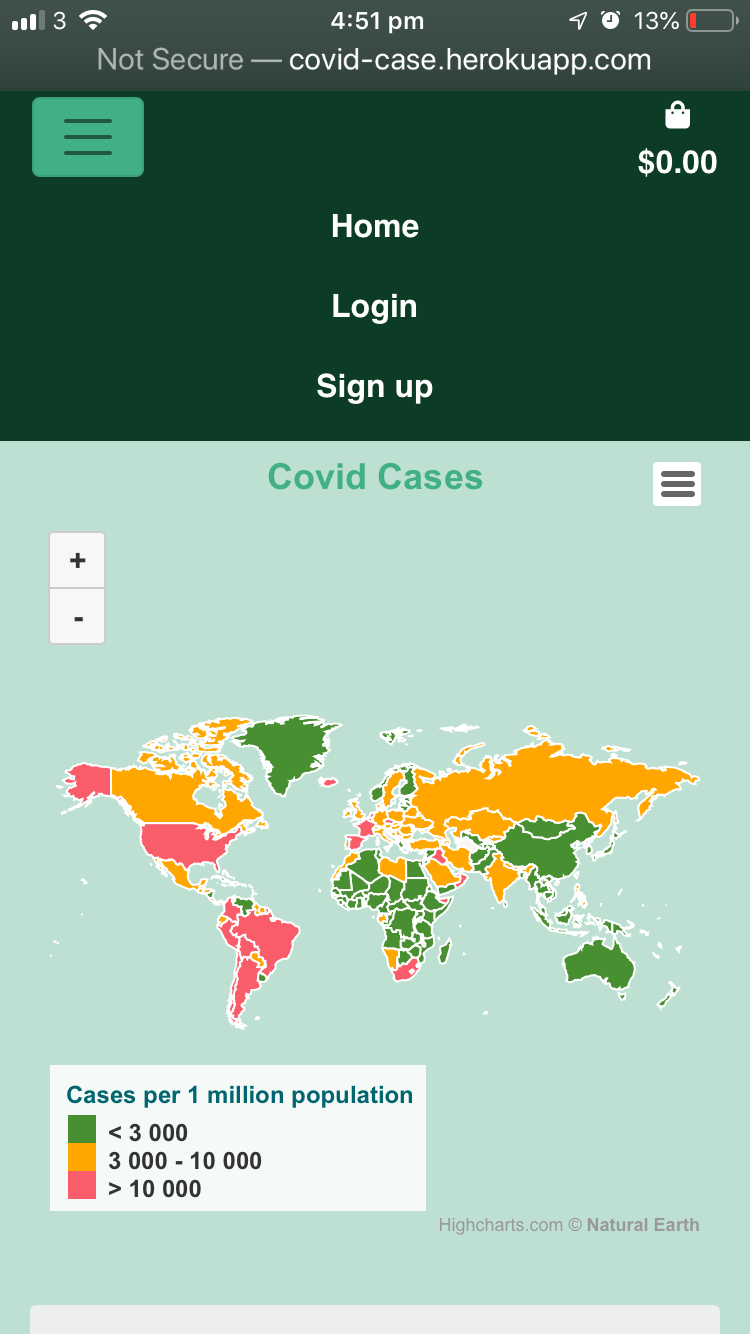 3 4:51 pm 13%
Not Secure — covid-case.herokuapp.com
$0.00
Home
Login
Sign up
Covid Cases
+
-
Cases per 1 million population
< 3 000
3 000 - 10 000
> 10 000
Highcharts.com © Natural Earth